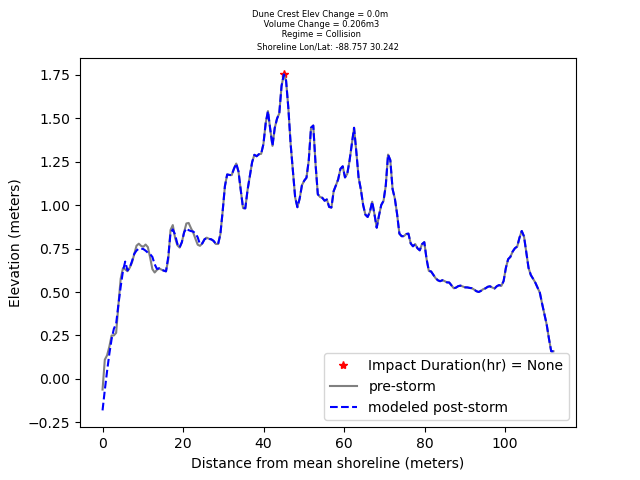 Dune Crest Elev Change = 0.0m
Volume Change = 0.206m3
Regime = Collision
Shoreline Lon/Lat: -88.757 30.242
1.75
1.50
1.25
1.00
0.75
0.50
0.25
0.00
−0.25
Elevation (meters)
Impact Duration(hr) = None
pre-storm
modeled post-storm
0 20 40 60 80 100
Distance from mean shoreline (meters)